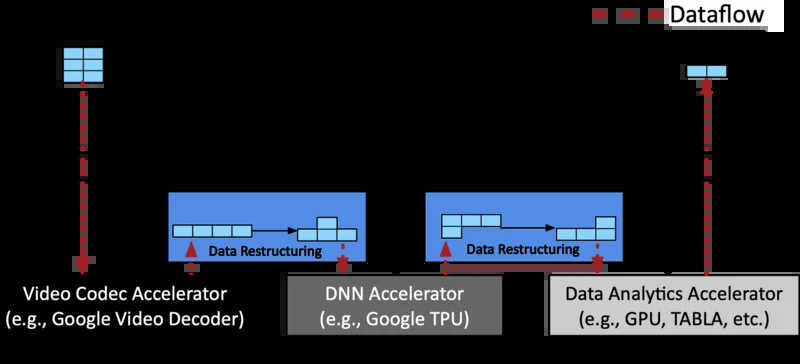 Dataflow
Data Restructuring
Data Restructuring
Video Codec Accelerator
(e.g., Google Video Decoder)
DNN Accelerator
(e.g., Google TPU)
Data Analytics Accelerator
(e.g., GPU, TABLA, etc.)